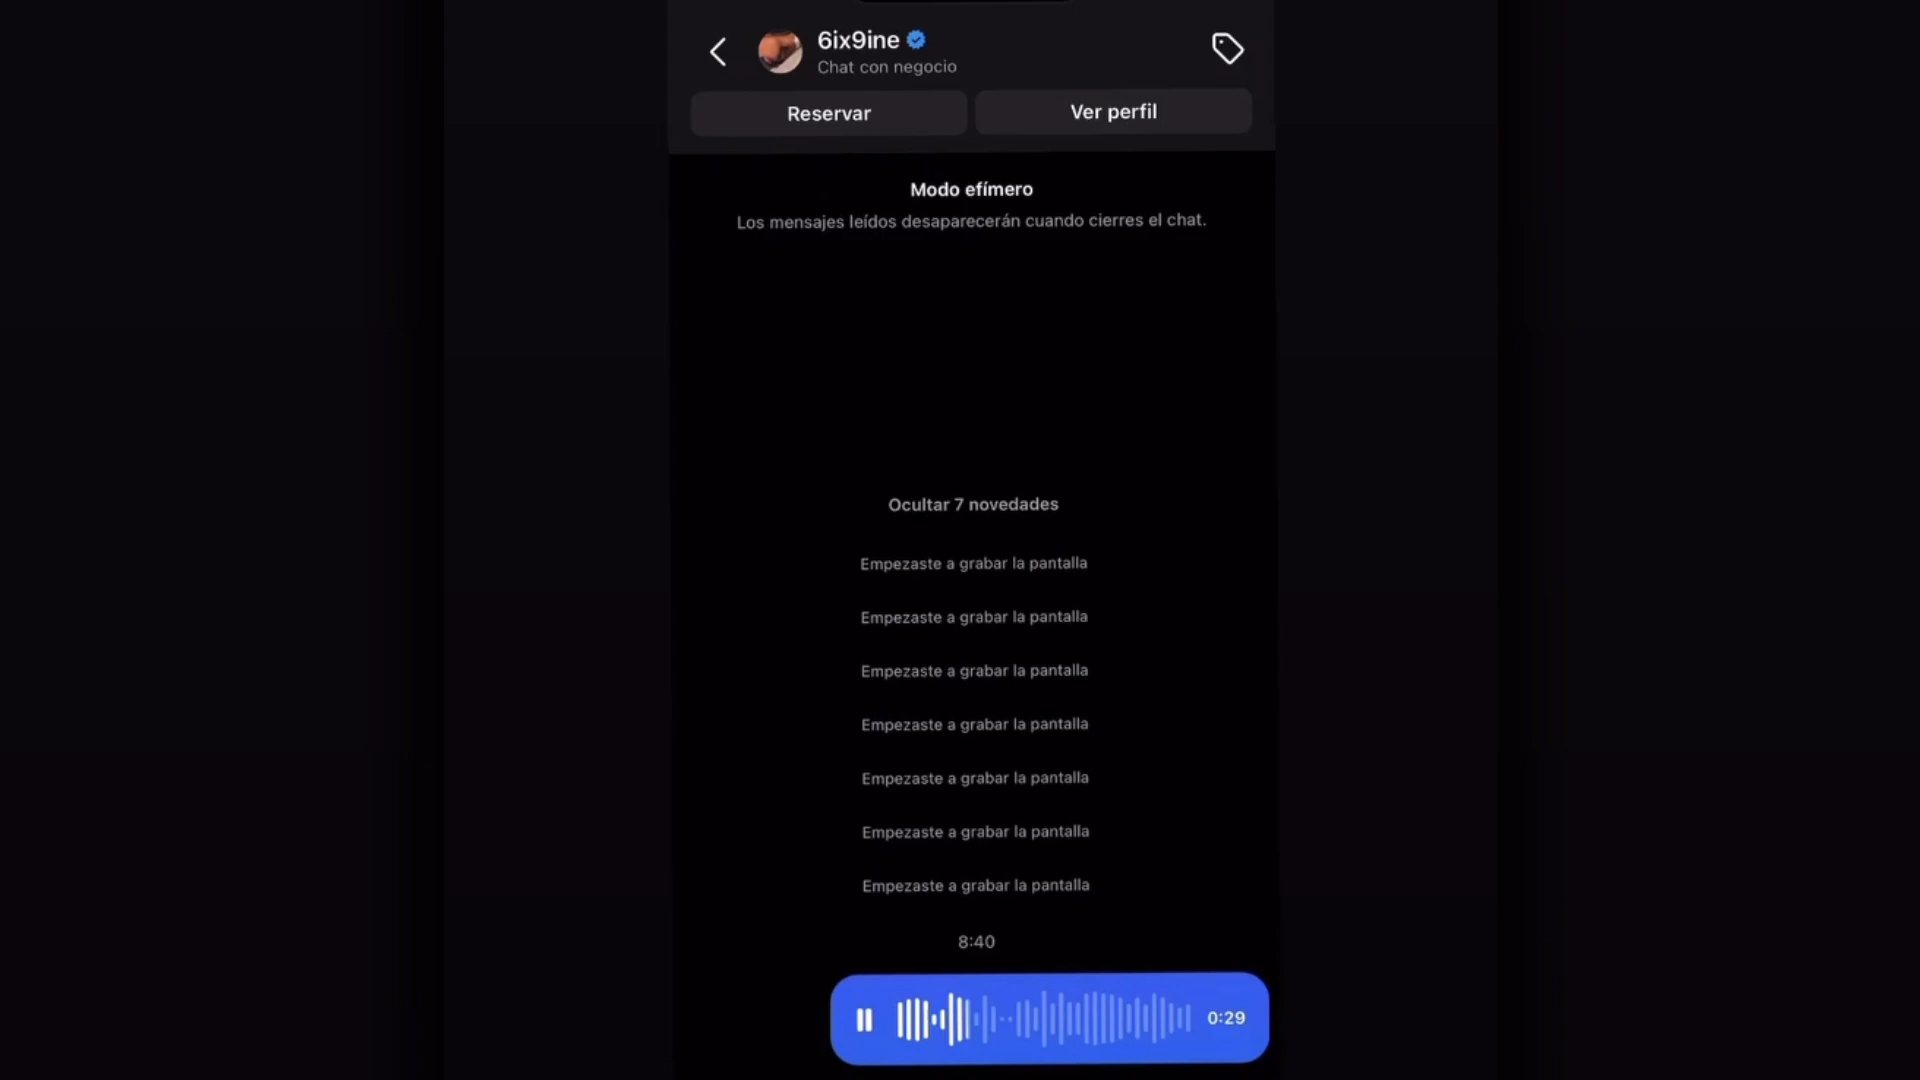 6ix9ine
Chat con negocio
Reservar
Ver perfil
Modo efímero
Los mensajes leídos desaparecerán cuando cierres el chat.
Ocultar 7 novedades
Empezaste a grabar la pantalla
Empezaste a grabar la pantalla
Empezaste a grabar la pantalla
Empezaste a grabar la pantalla
Empezaste a grabar la pantalla
Empezaste a grabar la pantalla
Empezaste a grabar la pantalla
8:40
0:29